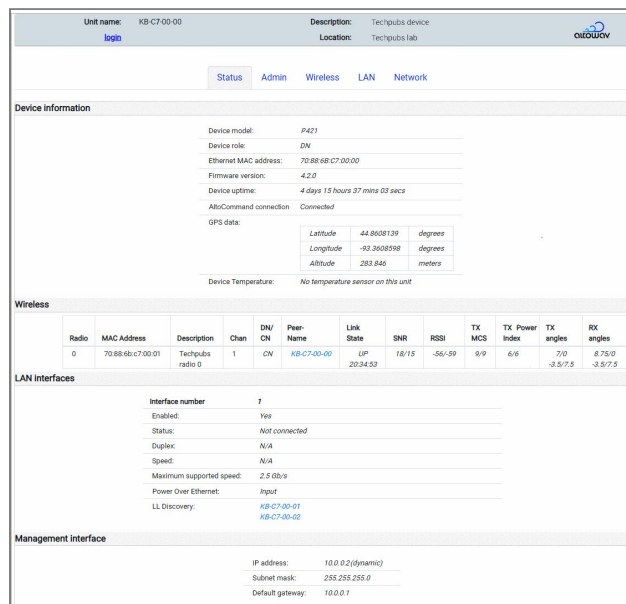 Unit name: KB-C7-00-00 Description: Techpubs device
login Location: Techpubs lab
altowav
Status Admin Wireless LAN Network
Device information
Device model: P421
Device role: DN
Ethernet MAC address: 70:88:6B:C7:00:00
Firmware version: 4.2.0
Device uptime: 4 days 15 hours 37 mins 03 secs
AltoCommand connection Connected
GPS data:
Latitude 44.8608139 degrees
Longitude -93.3608598 degrees
Altitude 283.846 meters
Device Temperature: No temperature sensor on this unit
Wireless
Radio MAC Address Description Chan DN/CN Peer-Name Link State SNR RSSI TX MCS TX Power Index TX angles RX angles
0 70:88:6b:c7:00:01 Techpubs radio 0 1 CN KB-C7-00-00 UP 20:34:53 18/15 -56/-59 9/9 6/6 7/0 -3.5/7.5 8.75/0 -3.5/7.5
LAN interfaces
Interface number 1
Enabled: Yes
Status: Not connected
Duplex: N/A
Speed: N/A
Maximum supported speed: 2.5 Gb/s
Power Over Ethernet: Input
LL Discovery: KB-C7-00-01
KB-C7-00-02
Management interface
IP address: 10.0.0.2(dynamic)
Subnet mask: 255.255.255.0
Default gateway: 10.0.0.1